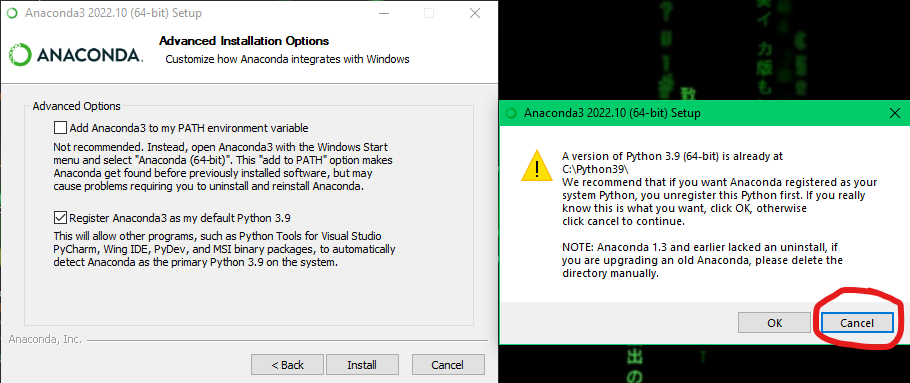 Anaconda3 2022.10 (64-bit) Setup
ANACONDA.
Advanced Installation Options
Customize how Anaconda integrates with Windows
Advanced Options
Add Anaconda3 to my PATH environment variable
Not recommended. Instead, open Anaconda3 with the Windows Start
menu and select "Anaconda (64-bit)". This "add to PATH" option makes
Anaconda get found before previously installed software, but may
cause problems requiring you to uninstall and reinstall Anaconda.
Register Anaconda3 as my default Python 3.9
This will allow other programs, such as Python Tools for Visual Studio
PyCharm, Wing IDE, PyDev, and MSI binary packages, to automatically
detect Anaconda as the primary Python 3.9 on the system.
Anaconda, Inc.
< Back
Install
Cancel
Anaconda3 2022.10 (64-bit) Setup
A version of Python 3.9 (64-bit) is already at
C:\Python39\
We recommend that if you want Anaconda registered as your
system Python, you unregister this Python first. If you really
know this is what you want, click OK, otherwise
click cancel to continue.
NOTE: Anaconda 1.3 and earlier lacked an uninstall, if
you are upgrading an old Anaconda, please delete the
directory manually.
OK
Cancel
出
の